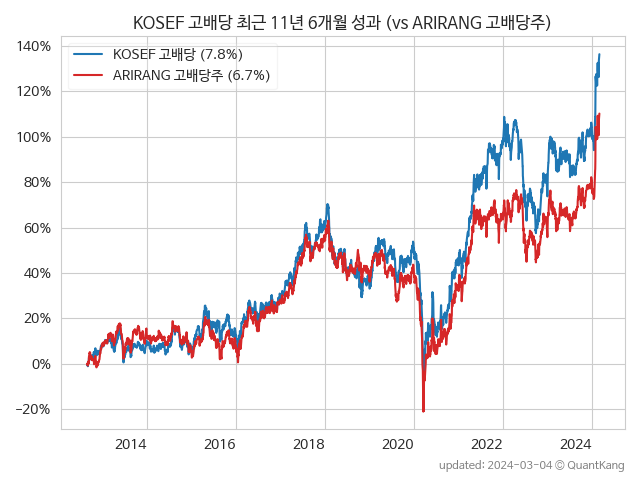 KOSEF 고배당 최근 11년 6개월 성과 (vs ARIRANG 고배당주)
KOSEF 고배당 (7.8%)
ARIRANG 고배당주 (6.7%)
140%
120%
100%
80%
60%
40%
20%
0%
−20%
2014 2016 2018 2020 2022 2024
updated: 2024-03-04 © QuantKang